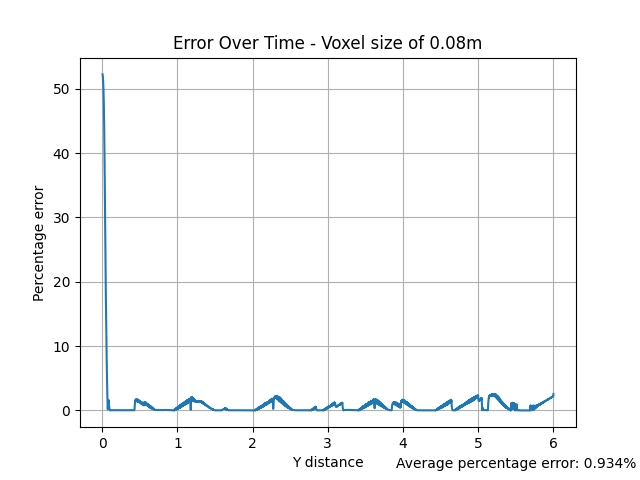 Error Over Time - Voxel size of 0.08m
Percentage error
50
40
30
20
10
0
0 1 2 3 4 5 6
Y distance
Average percentage error: 0.934%